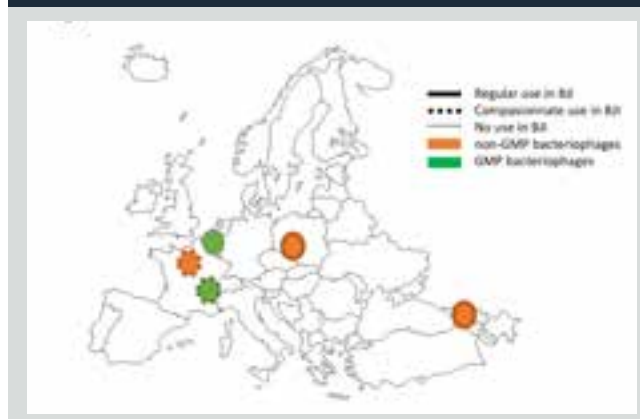 Regular use in BJI
Compassionate use in BJI
No use in BJI
non-GMP bacteriophages
GMP bacteriophages